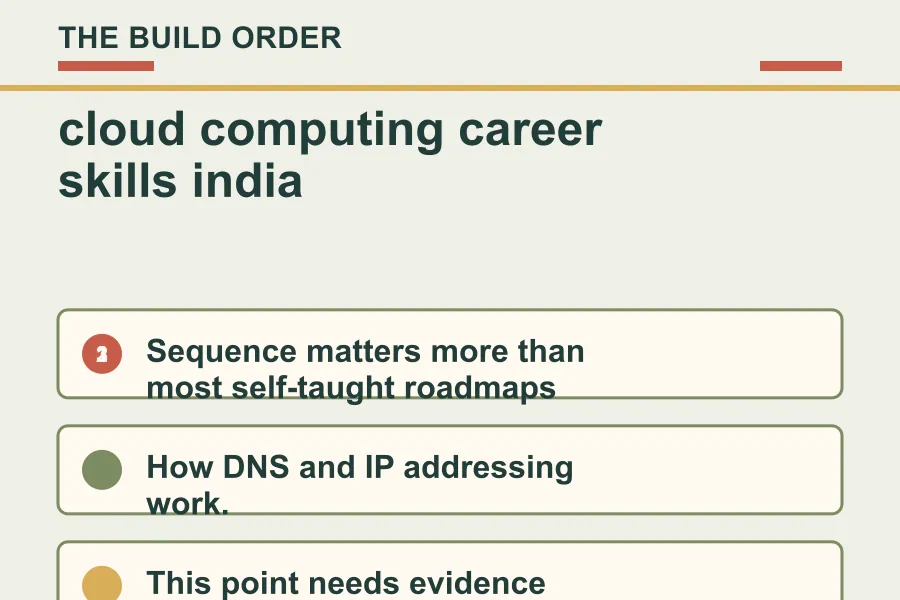 THE BUILD ORDER
cloud computing career
skills india
Sequence matters more than
most self-taught roadmaps
How DNS and IP addressing
work.
This point needs evidence